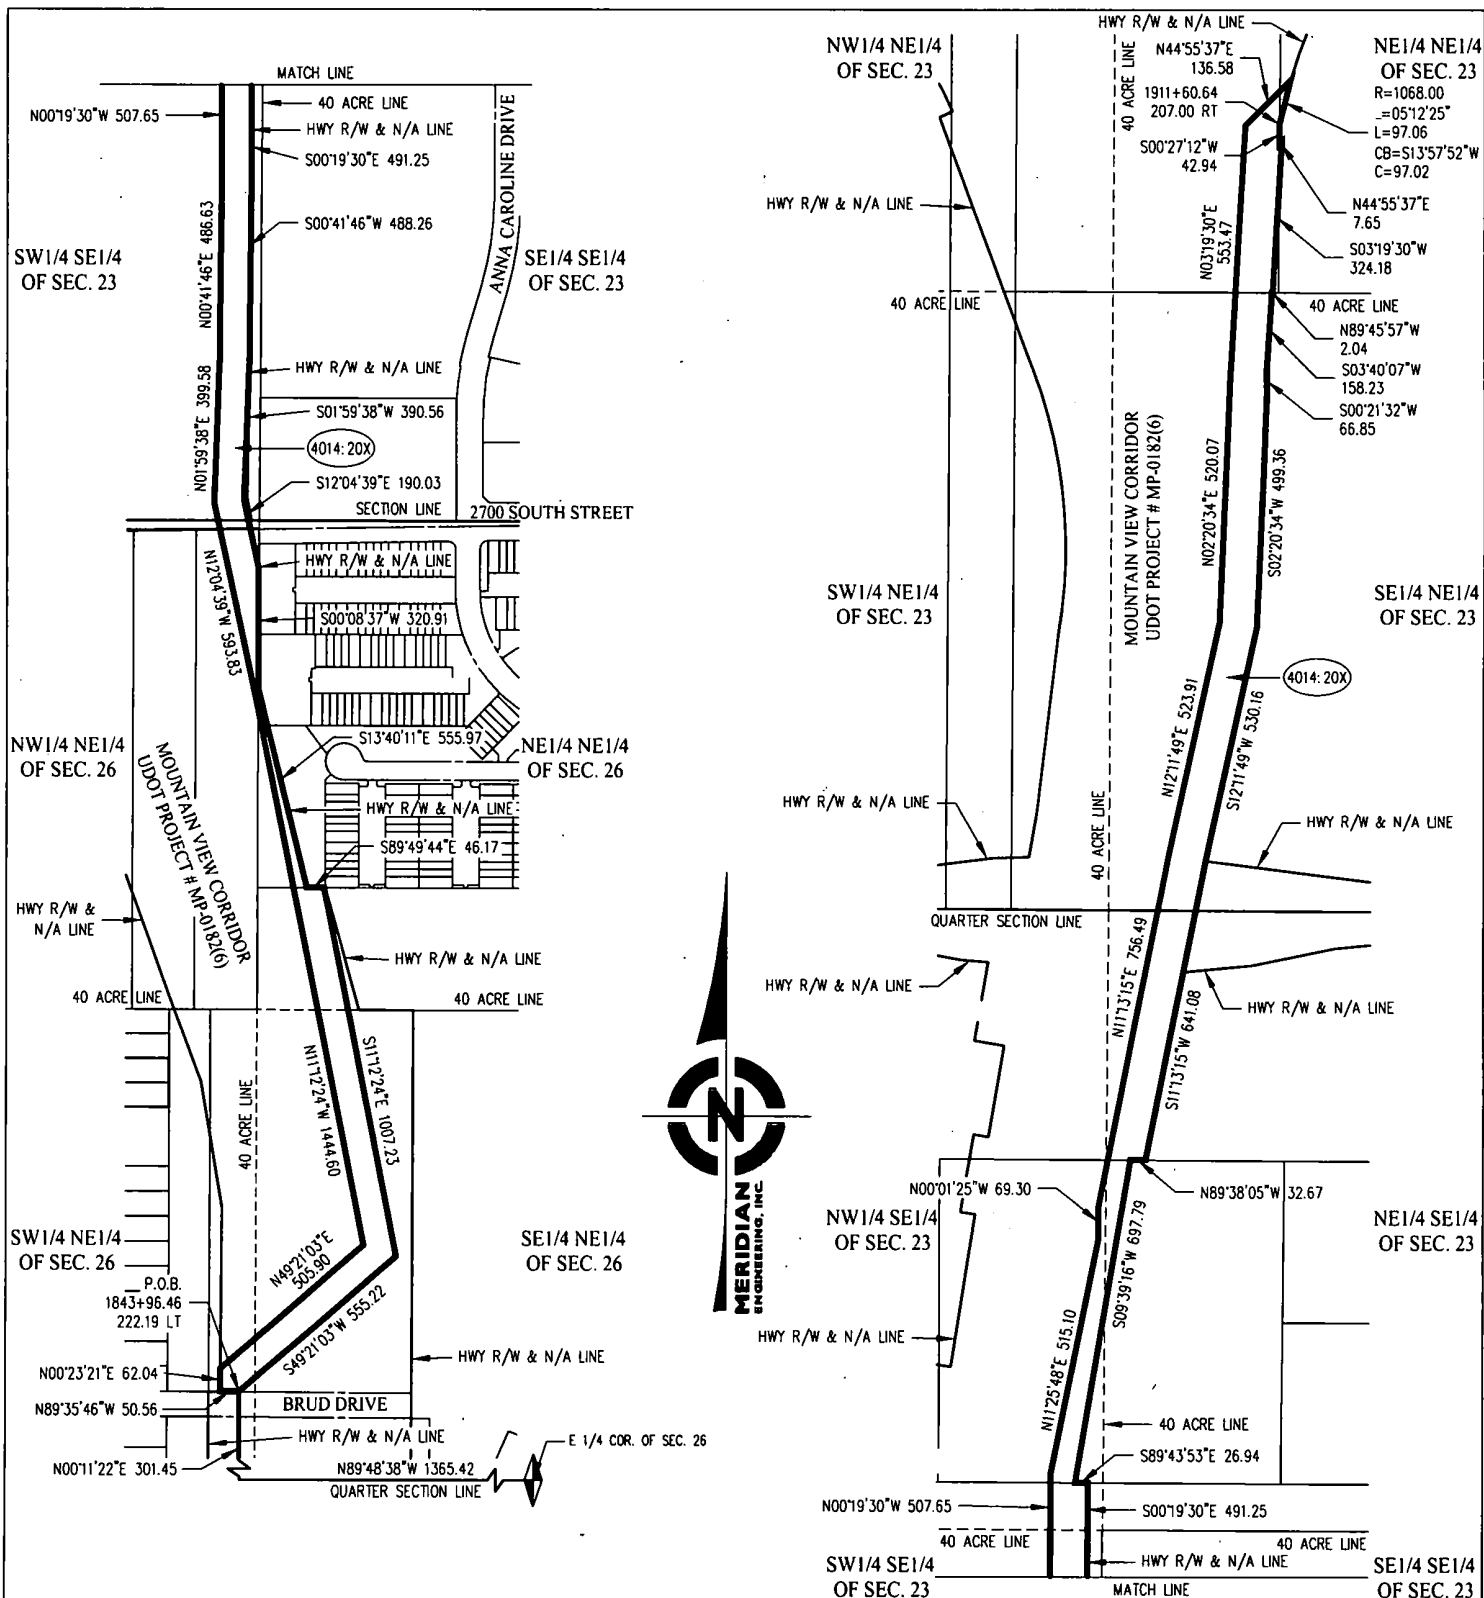 MATCH LINE
N00°19'30"W 507.65
40 ACRE LINE
HWY R/W & N/A LINE
S00°19'30"E 491.25
ANNA CAROLINE DRIVE
N00°41'46"E 486.63
S00°41'46"W 488.26
SW1/4 SE1/4
OF SEC. 23
SE1/4 SE1/4
OF SEC. 23
HWY R/W & N/A LINE
N01°59'38"E 399.58
S01°59'38"W 390.56
4014:20X
S12°04'39"E 190.03
SECTION LINE
2700 SOUTH STREET
HWY R/W & N/A LINE
N12°04'39"W 593.83
S00°08'37"W 320.91
S13°40'11"E 555.97
NW1/4 NE1/4
OF SEC. 26
NE1/4 NE1/4
OF SEC. 26
MOUNTAIN VIEW CORRIDOR
UDOT PROJECT # MP-0182(6)
HWY R/W & N/A LINE
S89°49'44"E 46.17
HWY R/W &
N/A LINE
HWY R/W & N/A LINE
40 ACRE LINE
40 ACRE LINE
N11°12'24"W 1444.60
S11°12'24"E 1007.23
40 ACRE LINE
SW1/4 NE1/4
OF SEC. 26
SE1/4 NE1/4
OF SEC. 26
N49°21'03"E
505.90
P.O.B.
1843+96.46
222.19 LT
S49°21'03"W 555.22
HWY R/W & N/A LINE
N00°23'21"E 62.04
N89°35'46"W 50.56
BRUD DRIVE
HWY R/W & N/A LINE
N00°11'22"E 301.45
N89°48'38"W 1365.42
QUARTER SECTION LINE
E 1/4 COR. OF SEC. 26
N
MERIDIAN
ENGINEERING, INC.
HWY R/W & N/A LINE
NW1/4 NE1/4
OF SEC. 23
40 ACRE LINE
N44°55'37"E
136.58
NE1/4 NE1/4
OF SEC. 23
1911+60.64
207.00 RT
R=1068.00
_=05°12'25"
L=97.06
CB=S13°57'52"W
C=97.02
S00°27'12"W
42.94
N44°55'37"E
7.65
HWY R/W & N/A LINE
N03°19'30"E
553.47
S03°19'30"W
324.18
40 ACRE LINE
40 ACRE LINE
N89°45'57"W
2.04
S03°40'07"W
158.23
S00°21'32"W
66.85
MOUNTAIN VIEW CORRIDOR
UDOT PROJECT # MP-0182(6)
N02°20'34"E 520.07
S02°20'34"W 499.36
SW1/4 NE1/4
OF SEC. 23
SE1/4 NE1/4
OF SEC. 23
4014:20X
N12°11'49"E 523.91
S12°11'49"W 530.16
HWY R/W & N/A LINE
HWY R/W & N/A LINE
40 ACRE LINE
QUARTER SECTION LINE
HWY R/W & N/A LINE
N11°13'15"E 756.49
HWY R/W & N/A LINE
S11°13'15"W 641.08
N00°01'25"W 69.30
N89°38'05"W 32.67
NW1/4 SE1/4
OF SEC. 23
NE1/4 SE1/4
OF SEC. 23
S09°39'16"W 697.79
HWY R/W & N/A LINE
N11°25'48"E 515.10
40 ACRE LINE
S89°43'53"E 26.94
N00°19'30"W 507.65
S00°19'30"E 491.25
40 ACRE LINE
40 ACRE LINE
SW1/4 SE1/4
OF SEC. 23
HWY R/W & N/A LINE
SE1/4 SE1/4
OF SEC. 23
MATCH LINE